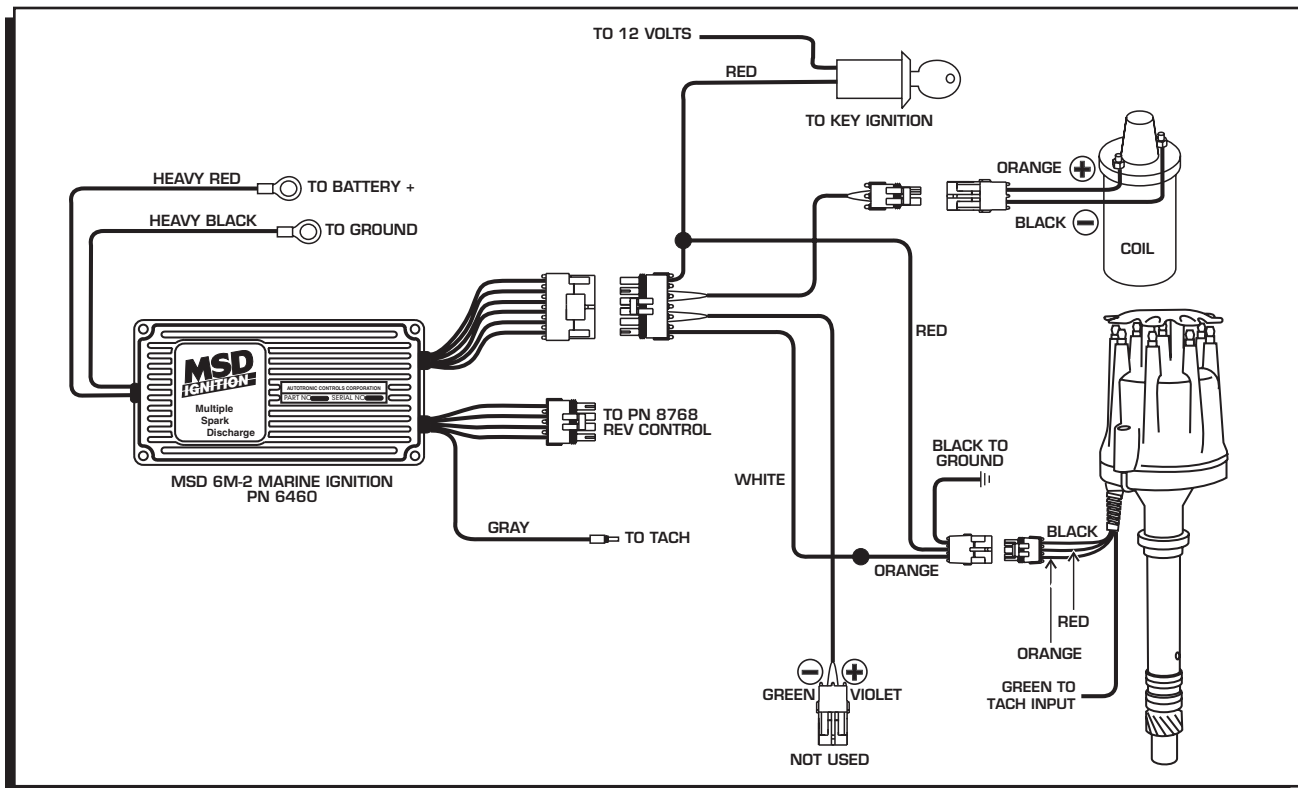 TO 12 VOLTS
RED
TO KEY IGNITION
HEAVY RED
TO BATTERY +
HEAVY BLACK
TO GROUND
ORANGE +
BLACK −
COIL
RED
MSD
IGNITION
Multiple
Spark
Discharge
AUTOTRONIC CONTROLS CORPORATION
PART NO. SERIAL NO.
TO PN 8768
REV CONTROL
MSD 6M-2 MARINE IGNITION
PN 6460
GRAY
TO TACH
WHITE
BLACK TO
GROUND
BLACK
ORANGE
RED
ORANGE
GREEN TO
TACH INPUT
− +
GREEN VIOLET
NOT USED